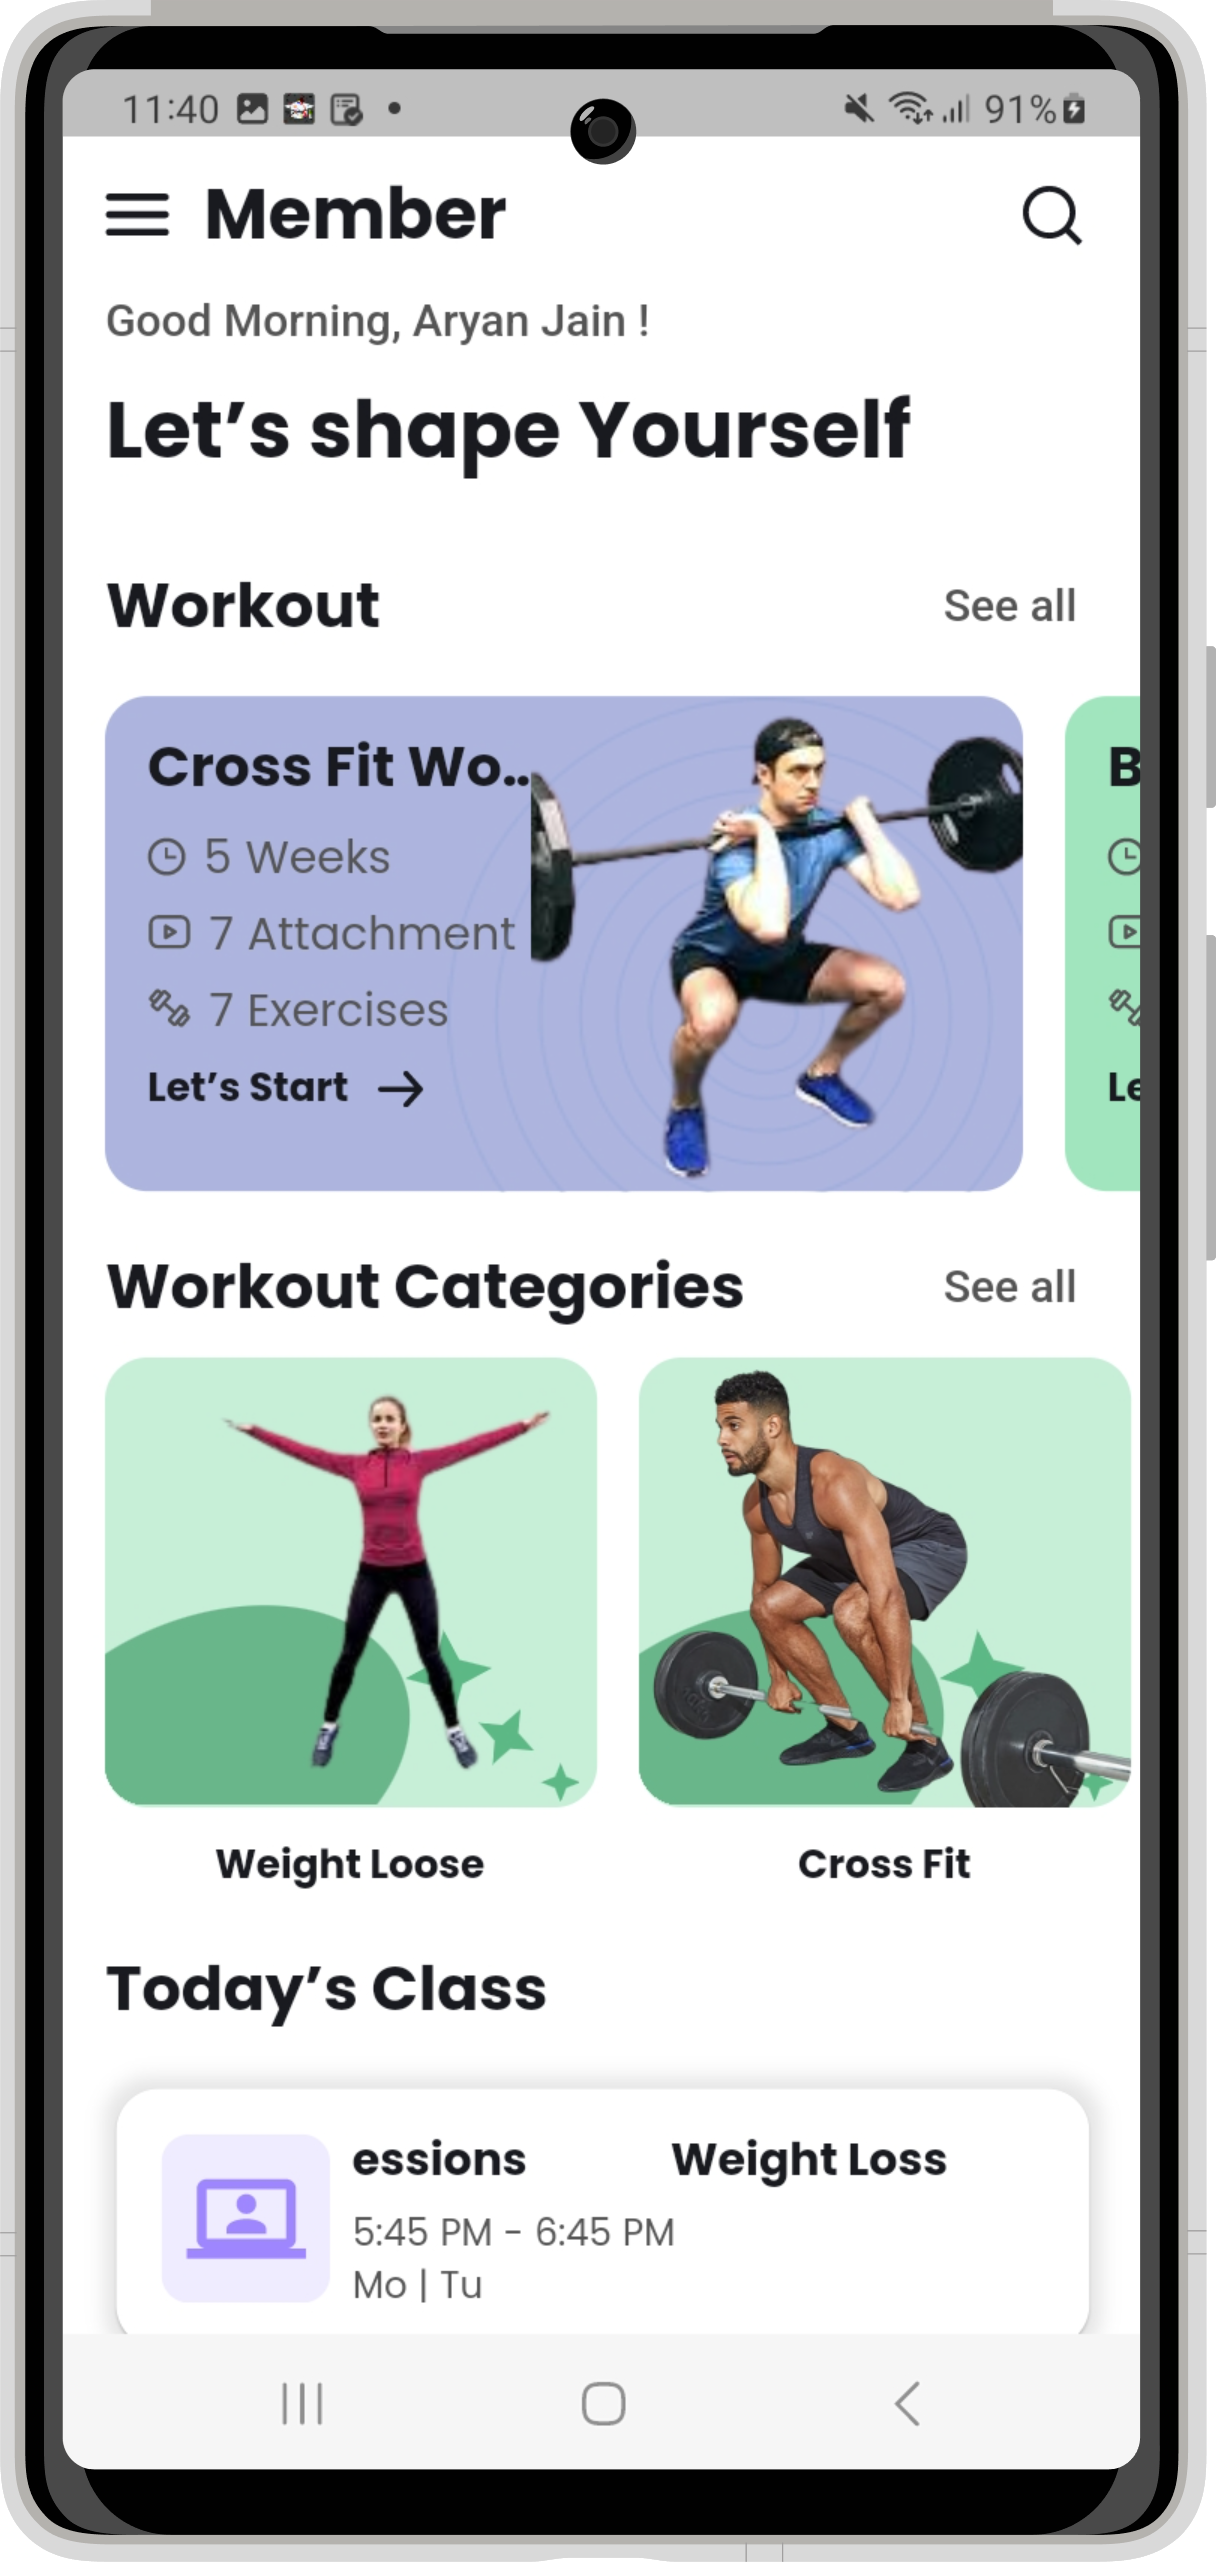 11:40 91%
Member
Good Morning, Aryan Jain !
Let's shape Yourself
Workout See all
Cross Fit Wo.. B
5 Weeks
7 Attachment
7 Exercises
Let's Start → Le
Workout Categories See all
Weight Loose Cross Fit
Today's Class
essions Weight Loss
5:45 PM - 6:45 PM
Mo | Tu